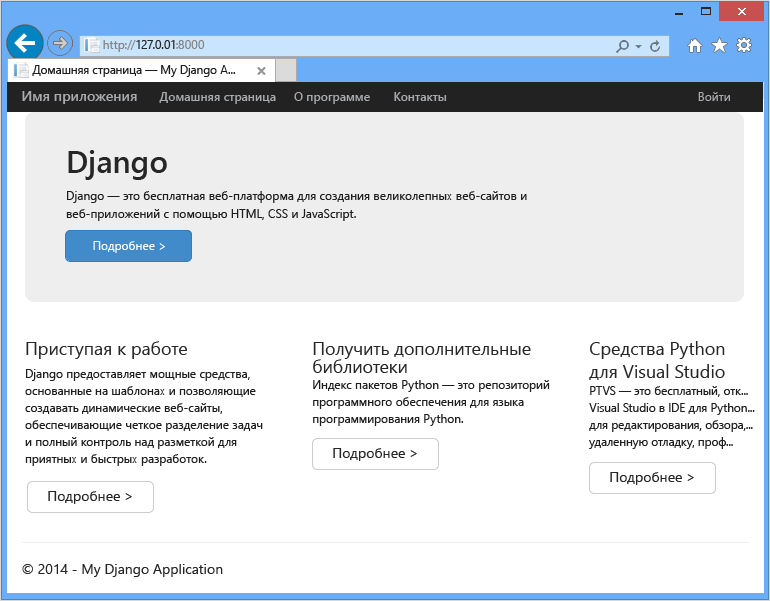 http://127.0.01:8000
Домашняя страница — My Django A...
Имя приложения Домашняя страница О программе Контакты Войти
Django
Django — это бесплатная веб-платформа для создания великолепных веб-сайтов и
веб-приложений с помощью HTML, CSS и JavaScript.
Подробнее >
Приступая к работе
Django предоставляет мощные средства,
основанные на шаблонах и позволяющие
создавать динамические веб-сайты,
обеспечивающие четкое разделение задач
и полный контроль над разметкой для
приятных и быстрых разработок.
Подробнее >
Получить дополнительные
библиотеки
Индекс пакетов Python — это репозиторий
программного обеспечения для языка
программирования Python.
Подробнее >
Средства Python
для Visual Studio
PTVS — это бесплатный, отк...
Visual Studio в IDE для Python...
для редактирования, обзора,...
удаленную отладку, проф...
Подробнее >
© 2014 - My Django Application